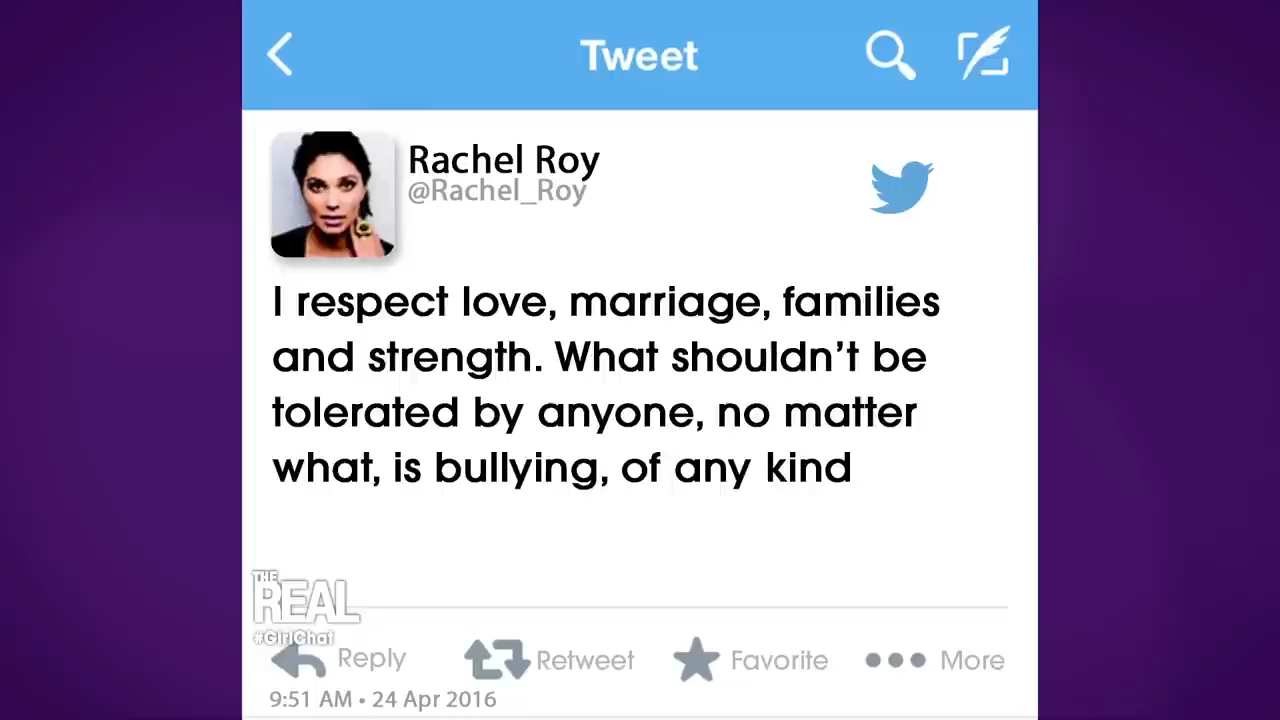 Tweet
Rachel Roy
@Rachel_Roy
I respect love, marriage, families
and strength. What shouldn't be
tolerated by anyone, no matter
what, is bullying, of any kind
THE
REAL
#GirlChat
Reply Retweet Favorite More
9:51 AM • 24 Apr 2016